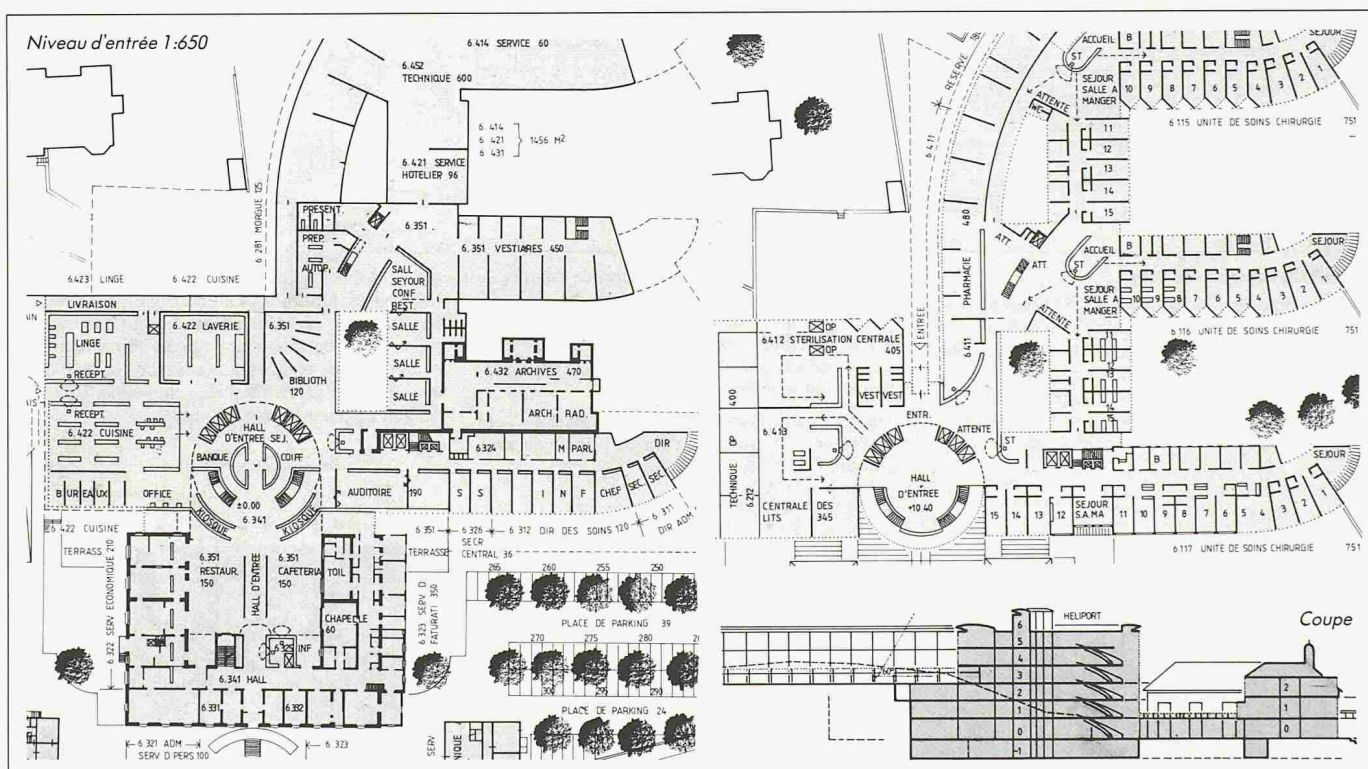 Niveau d'entrée 1:650
6.414 SERVICE 60
6.452
TECHNIQUE 600
6.414
6.421
6.431
1456 M2
6.421 SERVICE
HOTELIER 96
6 281 MORGUE 125
PRESENT.
PREP.
AUTOP.
6.351
6.351 VESTIAIRES 450
SALL
SEYOUR
CONF
REST
6.423 LINGE
6.422 CUISINE
LIVRAISON
LINGE
RECEPT.
6.422 LAVERIE
6.351
BIBLIOTH
120
SALLE
SALLE
SALLE
SALLE
6.432 ARCHIVES 470
ARCH
RAD.
RECEPT.
6.422 CUISINE
HALL
D'ENTREE SEJ.
BANQUE
COIFF
±0.00
6.341
KIOSQUE
KIOSQUE
6.324
M
PARL
DIR
BUREAUX
OFFICE
AUDITOIRE
190
S
S
I
N
F
CHEF
SEC
SEC
6 422 CUISINE
6 351
6 326
6 312 DIR DES SOINS 120
6 311
DIR ADM
SECR
CENTRAL 36
TERRASS
TERRASSE
6 322 SERV ECONOMIQUE 210
6.351
RESTAUR.
150
HALL D'ENTREE
6.351
CAFETERIA
150
TOIL
CHAPELLE
60
6 323 SERV D
FATURATI 350
6.325 INF
6.341 HALL
6 331
6 332
6 321 ADM
SERV D PERS 100
6 323
265
260
255
250
PLACE DE PARKING 39
270
275
280
285
300
295
290
PLACE DE PARKING 24
SERV
RESERVE 180
6 411
ACCUEIL
ST
B
SEJOUR
SEJOUR
SALLE A
MANGER
10
9
8
7
6
5
4
3
2
1
ATTENTE
WC
6 115 UNITE DE SOINS CHIRURGIE
751
11
12
13
14
15
PHARMACIE
480
ATT.
ATT.
ACCUEIL
ST
B
SEJOUR
SEJOUR
SALLE A
MANGER
10
9
8
7
6
5
4
3
2
1
ATTENTE
6 116 UNITE DE SOINS CHIRURGIE
751
11
12
13
14
15
ENTREE
6.411
OP
6.412 STERILISATION CENTRALE
405
OP
VEST
VEST
400
OP
6.413
TECHNIQUE
6.212
ENTR.
ATTENTE
ST
HALL
D'ENTREE
+10.40
CENTRALE
LITS
DES
345
15
14
13
12
SEJOUR
S.A.MA
11
10
9
8
7
6
5
4
3
2
1
B
SEJOUR
6 117 UNITE DE SOINS CHIRURGIE
751
HELIPORT
Coupe
6
5
4
3
2
1
0
-1
2
1
0